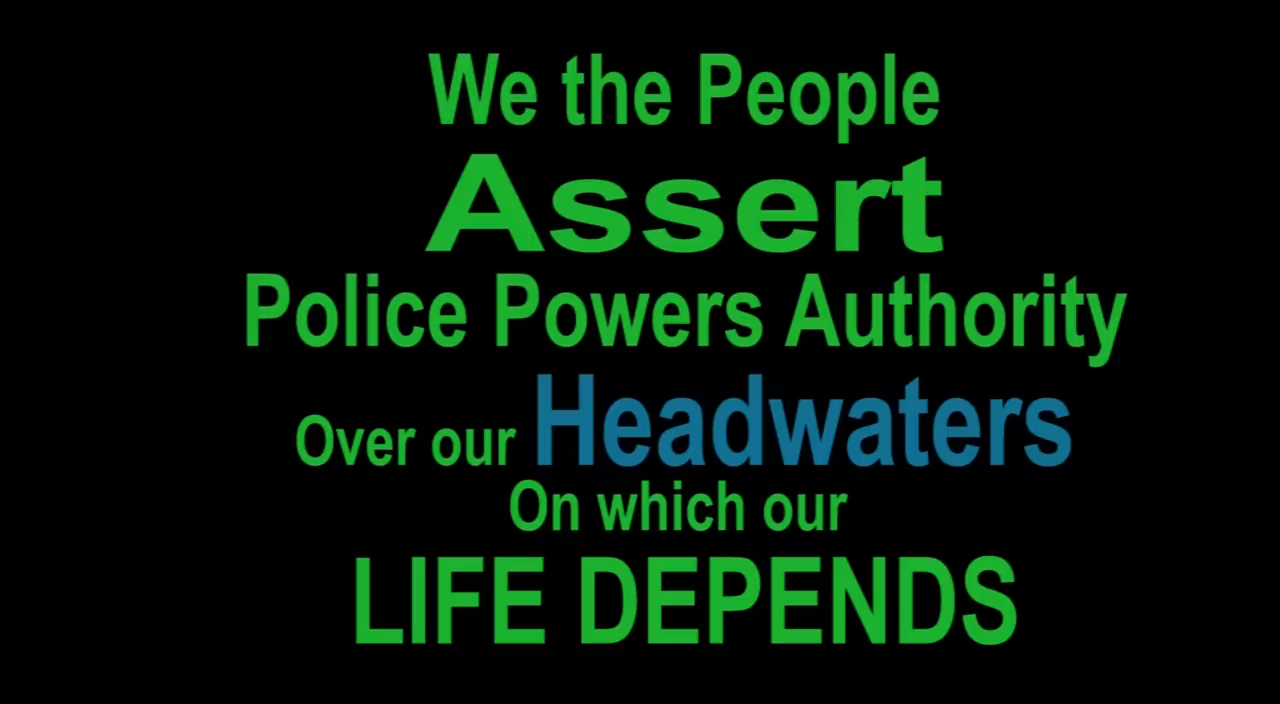 We the People
Assert
Police Powers Authority
Over our Headwaters
On which our
LIFE DEPENDS